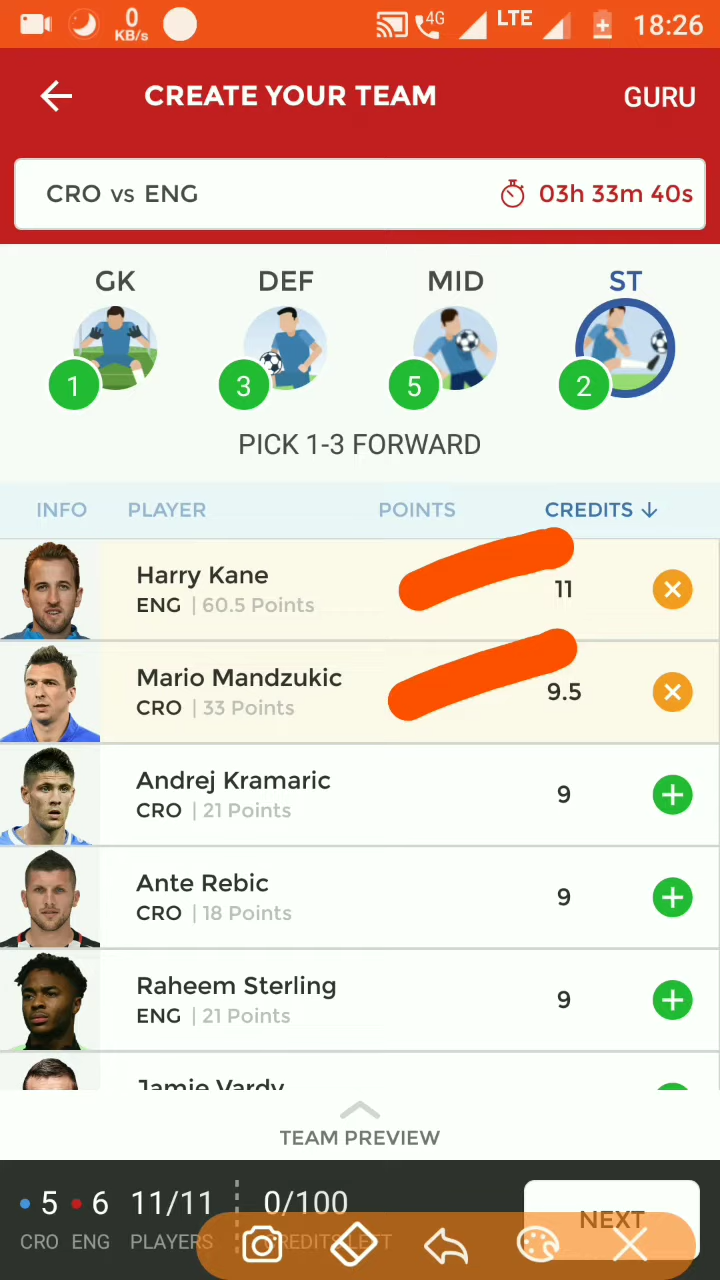 0
KB/s
4G
LTE
18:26
CREATE YOUR TEAM
GURU
CRO vs ENG
03h 33m 40s
GK DEF MID ST
1 3 5 2
PICK 1-3 FORWARD
INFO PLAYER POINTS CREDITS
Harry Kane
ENG | 60.5 Points
11
Mario Mandzukic
CRO | 33 Points
9.5
Andrej Kramaric
CRO | 21 Points
9
Ante Rebic
CRO | 18 Points
9
Raheem Sterling
ENG | 21 Points
9
Jamie Vardy
TEAM PREVIEW
5 6 11/11 0/100
CRO ENG PLAYERS CREDITS LEFT
NEXT